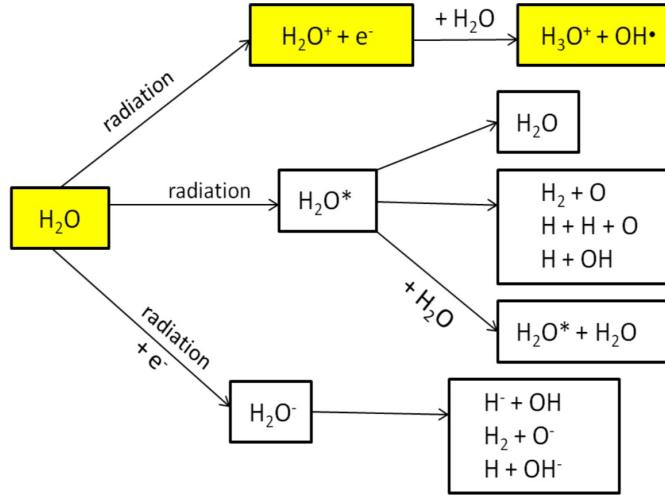 H₂O⁺ + e⁻
+ H₂O
H₃O⁺ + OH•
radiation
H₂O
H₂O
radiation
H₂O*
H₂ + O
H + H + O
H + OH
+ H₂O
H₂O* + H₂O
radiation
+ e⁻
H₂O⁻
H⁻ + OH
H₂ + O⁻
H + OH⁻